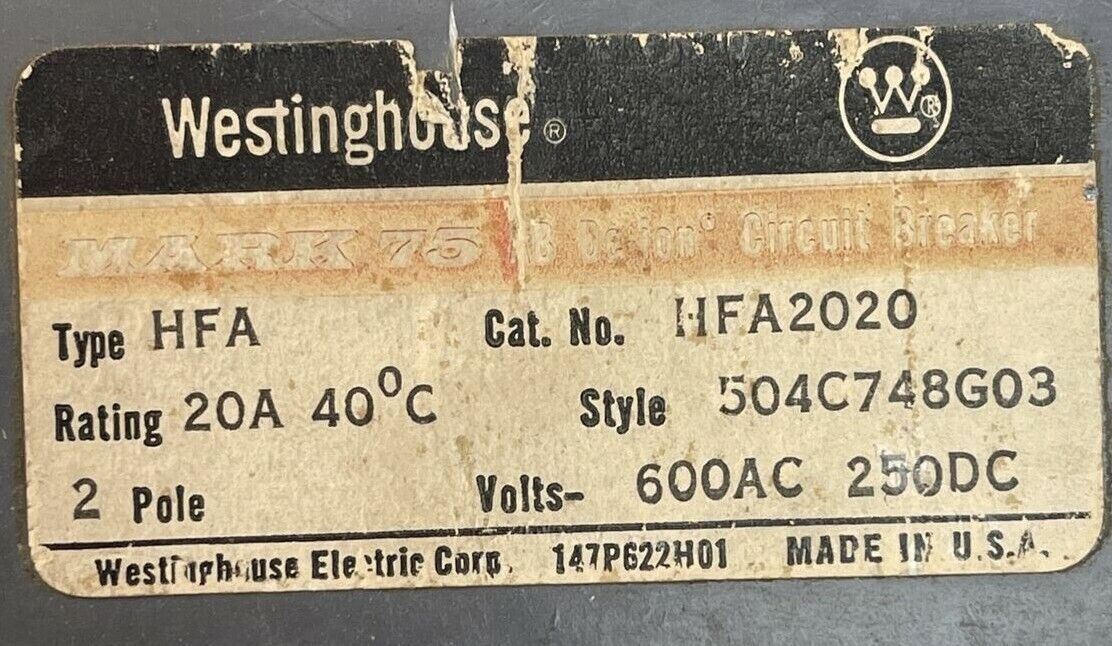 Westinghouse®
W ®
MARK 75 AB De-ion® Circuit Breaker
Type HFA Cat. No. HFA2020
Rating 20A 40°C Style 504C748G03
2 Pole Volts- 600AC 250DC
Westinghouse Electric Corp. 147P622H01 MADE IN U.S.A.